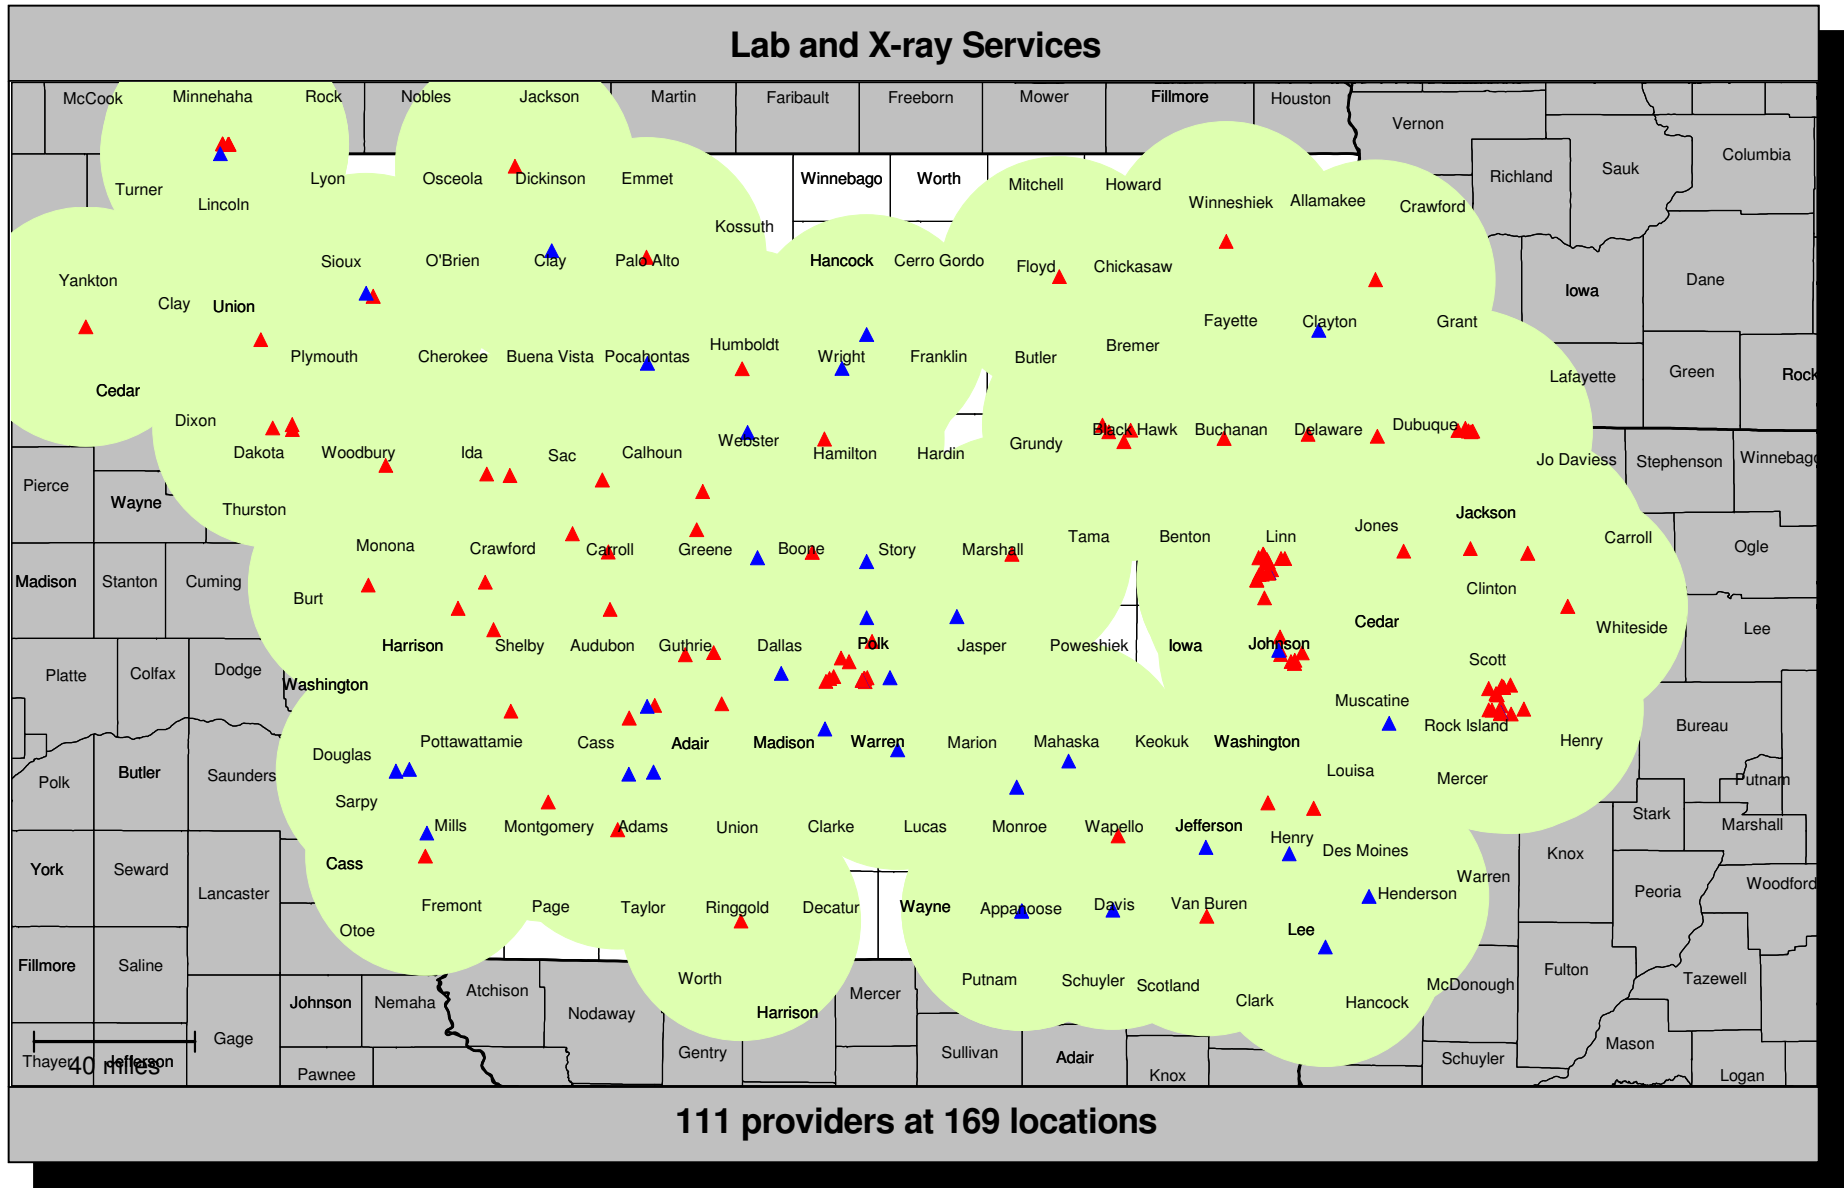 Lab and X-ray Services
McCook Minnehaha Rock Nobles Jackson Martin Faribault Freeborn Mower Fillmore Houston
Vernon
Columbia
Sauk
Richland
Turner Lyon Osceola Dickinson Emmet Winnebago Worth Mitchell Howard
Lincoln Winneshiek Allamakee Crawford
Kossuth
Yankton Sioux O'Brien Clay Palo Alto Hancock Cerro Gordo Floyd Chickasaw Dane
Clay Union Iowa
Fayette Clayton Grant
Plymouth Cherokee Buena Vista Pocahontas Humboldt Wright Franklin Butler Bremer
Cedar Lafayette Green Rock
Dixon Webster Black Hawk Buchanan Delaware Dubuque
Dakota Woodbury Ida Sac Calhoun Hamilton Hardin Grundy
Jo Daviess Stephenson Winnebago
Pierce
Wayne Thurston Jackson
Monona Crawford Carroll Greene Boone Story Marshall Tama Benton Linn Jones Carroll Ogle
Madison Stanton Cuming Burt Clinton
Harrison Shelby Audubon Guthrie Dallas Polk Jasper Poweshiek Iowa Johnson Cedar Whiteside Lee
Platte Colfax Dodge Washington Scott
Muscatine Rock Island Bureau
Douglas Pottawattamie Cass Adair Madison Warren Marion Mahaska Keokuk Washington Henry
Polk Butler Saunders Louisa Mercer Putnam
Sarpy Stark Marshall
Mills Montgomery Adams Union Clarke Lucas Monroe Wapello Jefferson Henry Des Moines Knox
York Seward Cass Warren Woodford
Lancaster Henderson Peoria
Fremont Page Taylor Ringgold Decatur Wayne Appanoose Davis Van Buren
Otoe Lee
Fillmore Saline Worth Putnam Schuyler Scotland McDonough Fulton Tazewell
Johnson Nemaha Atchison Nodaway Harrison Mercer Clark Hancock
Gage Gentry Sullivan Adair Schuyler Mason
Thayer Jefferson
40 miles
Pawnee Knox Logan
111 providers at 169 locations